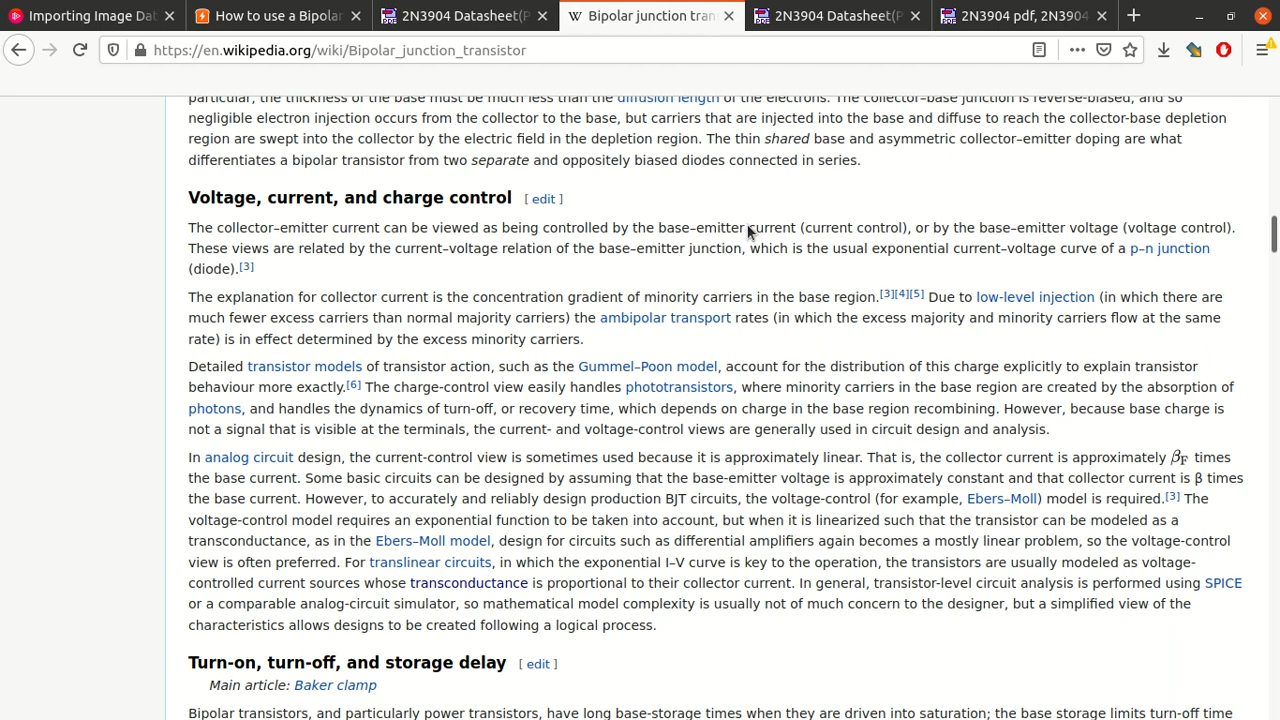 Importing Image Dat
How to use a Bipolar
2N3904 Datasheet(P
Bipolar junction tran
2N3904 Datasheet(P
2N3904 pdf, 2N3904
https://en.wikipedia.org/wiki/Bipolar_junction_transistor
particular, the thickness of the base must be much less than the diffusion length of the electrons. The collector–base junction is reverse-biased, and so
negligible electron injection occurs from the collector to the base, but carriers that are injected into the base and diffuse to reach the collector-base depletion
region are swept into the collector by the electric field in the depletion region. The thin shared base and asymmetric collector–emitter doping are what
differentiates a bipolar transistor from two separate and oppositely biased diodes connected in series.
Voltage, current, and charge control [ edit ]
The collector–emitter current can be viewed as being controlled by the base–emitter current (current control), or by the base–emitter voltage (voltage control).
These views are related by the current–voltage relation of the base–emitter junction, which is the usual exponential current–voltage curve of a p–n junction
(diode).[3]
The explanation for collector current is the concentration gradient of minority carriers in the base region.[3][4][5] Due to low-level injection (in which there are
much fewer excess carriers than normal majority carriers) the ambipolar transport rates (in which the excess majority and minority carriers flow at the same
rate) is in effect determined by the excess minority carriers.
Detailed transistor models of transistor action, such as the Gummel–Poon model, account for the distribution of this charge explicitly to explain transistor
behaviour more exactly.[6] The charge-control view easily handles phototransistors, where minority carriers in the base region are created by the absorption of
photons, and handles the dynamics of turn-off, or recovery time, which depends on charge in the base region recombining. However, because base charge is
not a signal that is visible at the terminals, the current- and voltage-control views are generally used in circuit design and analysis.
In analog circuit design, the current-control view is sometimes used because it is approximately linear. That is, the collector current is approximately βF times
the base current. Some basic circuits can be designed by assuming that the base-emitter voltage is approximately constant and that collector current is β times
the base current. However, to accurately and reliably design production BJT circuits, the voltage-control (for example, Ebers–Moll) model is required.[3] The
voltage-control model requires an exponential function to be taken into account, but when it is linearized such that the transistor can be modeled as a
transconductance, as in the Ebers–Moll model, design for circuits such as differential amplifiers again becomes a mostly linear problem, so the voltage-control
view is often preferred. For translinear circuits, in which the exponential I–V curve is key to the operation, the transistors are usually modeled as voltage-
controlled current sources whose transconductance is proportional to their collector current. In general, transistor-level circuit analysis is performed using SPICE
or a comparable analog-circuit simulator, so mathematical model complexity is usually not of much concern to the designer, but a simplified view of the
characteristics allows designs to be created following a logical process.
Turn-on, turn-off, and storage delay [ edit ]
Main article: Baker clamp
Bipolar transistors, and particularly power transistors, have long base-storage times when they are driven into saturation; the base storage limits turn-off time